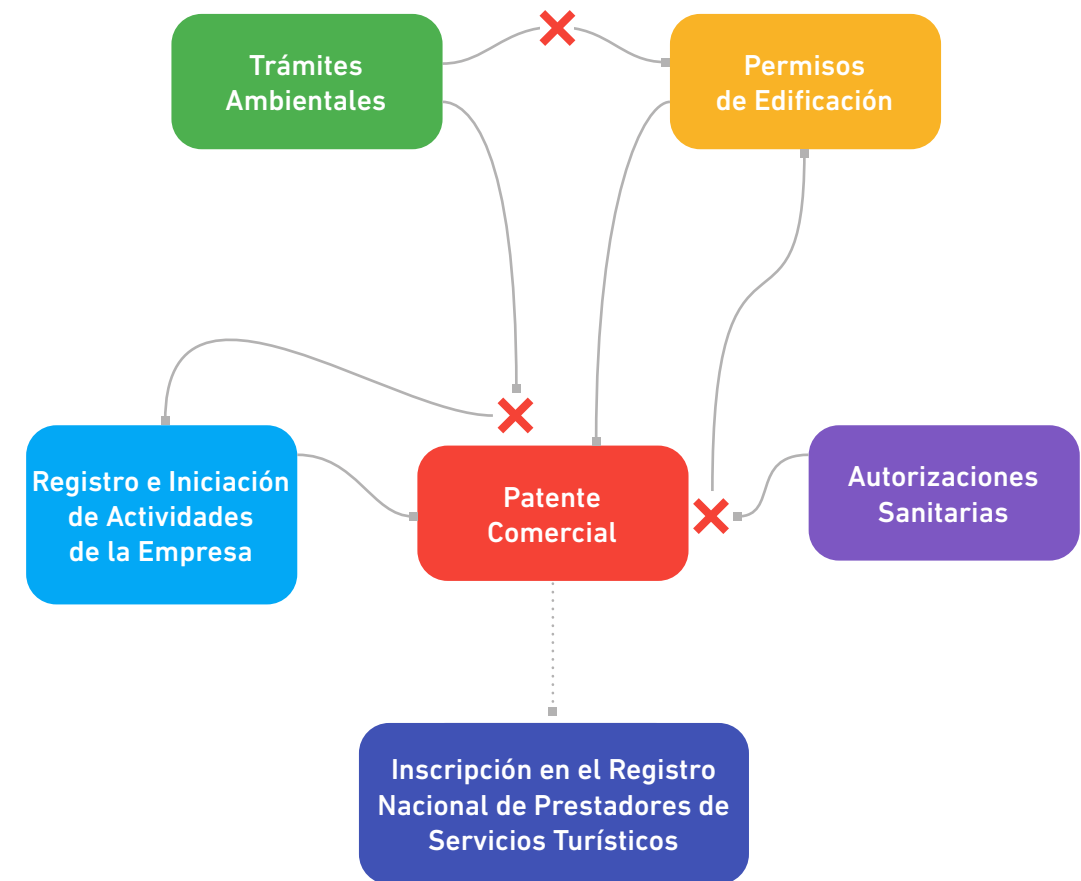 Trámites
Ambientales
Permisos
de Edificación
Registro e Iniciación
de Actividades
de la Empresa
Patente
Comercial
Autorizaciones
Sanitarias
Inscripción en el Registro
Nacional de Prestadores de
Servicios Turísticos